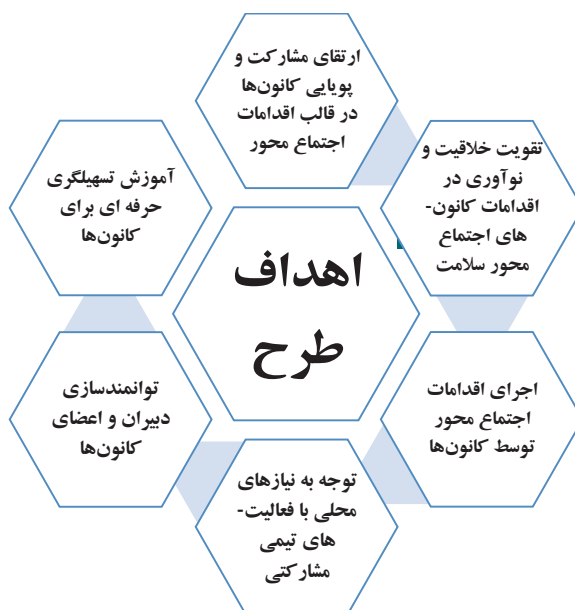 ارتقای مشارکت و
پویایی کانون‌ها
در قالب اقدامات
اجتماع محور
تقویت خلاقیت و
نوآوری در
اقدامات کانون-
های اجتماع
محور سلامت
آموزش تسهیلگری
حرفه ای برای
کانون‌ها
اهداف
طرح
اجرای اقدامات
اجتماع محور
توسط کانون‌ها
توانمندسازی
دبیران و اعضای
کانون‌ها
توجه به نیازهای
محلی با فعالیت-
های تیمی
مشارکتی